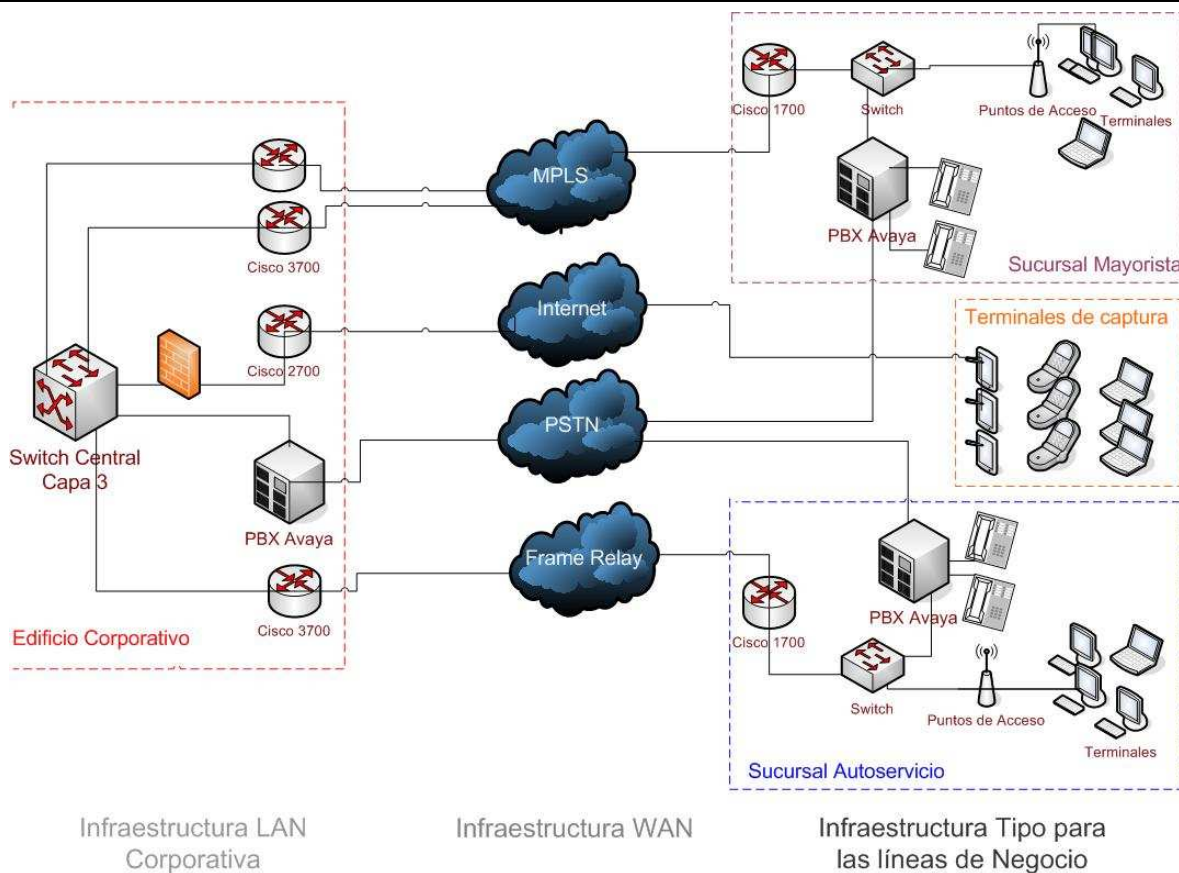 Cisco 1700
Switch
Puntos de Acceso
Terminales
PBX Avaya
Sucursal Mayorista
MPLS
Cisco 3700
Internet
Cisco 2700
Terminales de captura
PSTN
Switch Central
Capa 3
PBX Avaya
Frame Relay
Cisco 3700
Edificio Corporativo
PBX Avaya
Cisco 1700
Switch
Puntos de Acceso
Terminales
Sucursal Autoservicio
Infraestructura LAN
Corporativa
Infraestructura WAN
Infraestructura Tipo para
las líneas de Negocio